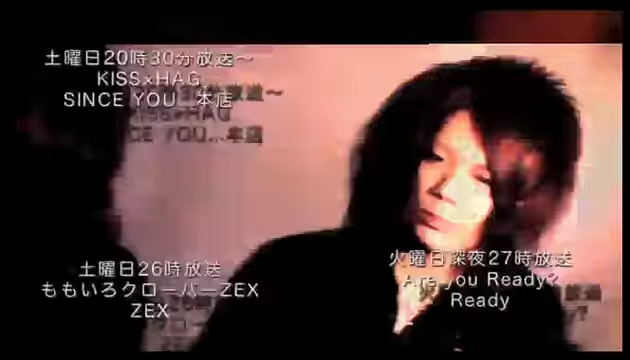 土曜日20時30分放送～
KISS×HAG
SINCE YOU…本店
土曜日26時放送
ももいろクローバーZEX
ZEX
火曜日深夜27時放送
Are you Ready?
Ready